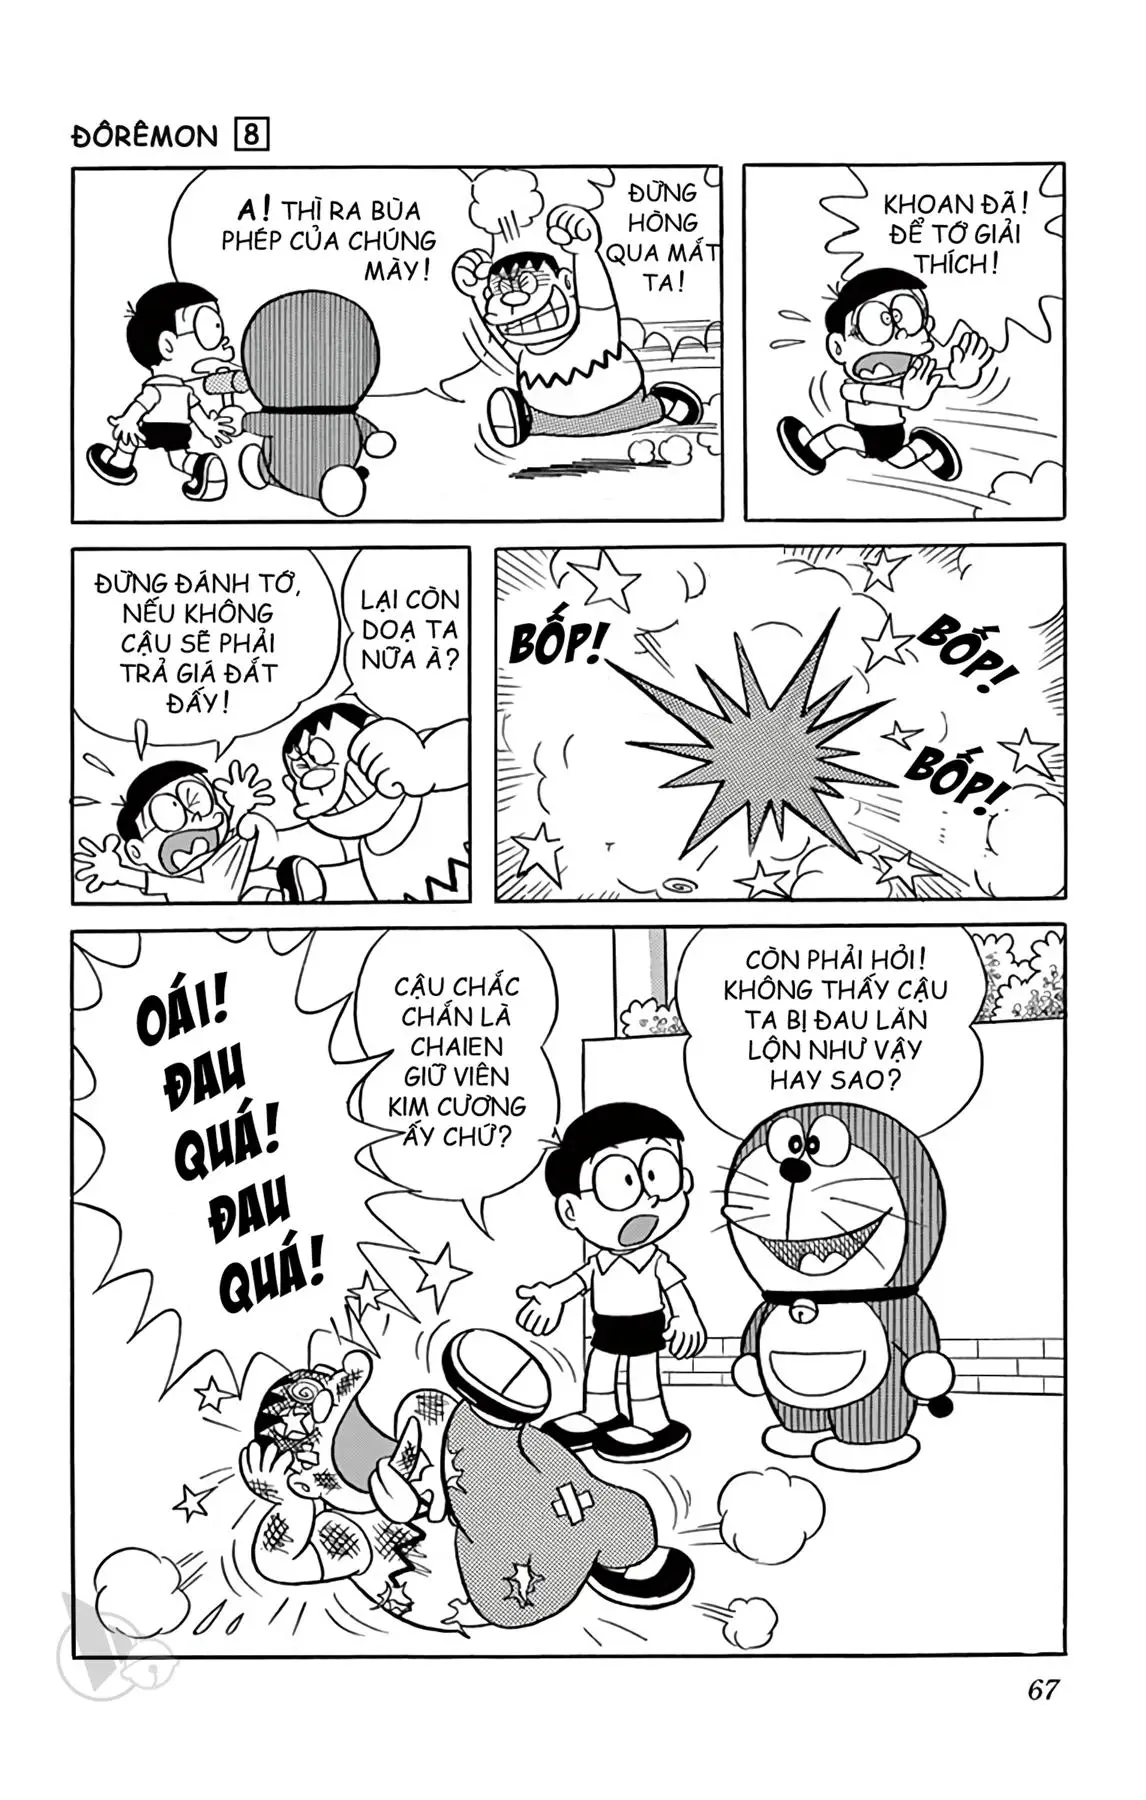 ĐÔRÊMON 8
A! THÌ RA BÙA
PHÉP CỦA CHÚNG
MÀY!
ĐỪNG
HÒNG
QUA MẮT
TA!
KHOAN ĐÃ!
ĐỂ TỚ GIẢI
THÍCH!
ĐỪNG ĐÁNH TỚ,
NẾU KHÔNG
CẬU SẼ PHẢI
TRẢ GIÁ ĐẮT
ĐẤY!
LẠI CÒN
DOẠ TA
NỮA À?
BỐP!
BỐP!
BỐP!
OÁI!
ĐAU
QUÁ!
ĐAU
QUÁ!
CẬU CHẮC
CHẮN LÀ
CHAIEN
GIỮ VIÊN
KIM CƯƠNG
ẤY CHỨ?
CÒN PHẢI HỎI!
KHÔNG THẤY CẬU
TA BỊ ĐAU LĂN
LỘN NHƯ VẬY
HAY SAO?
67